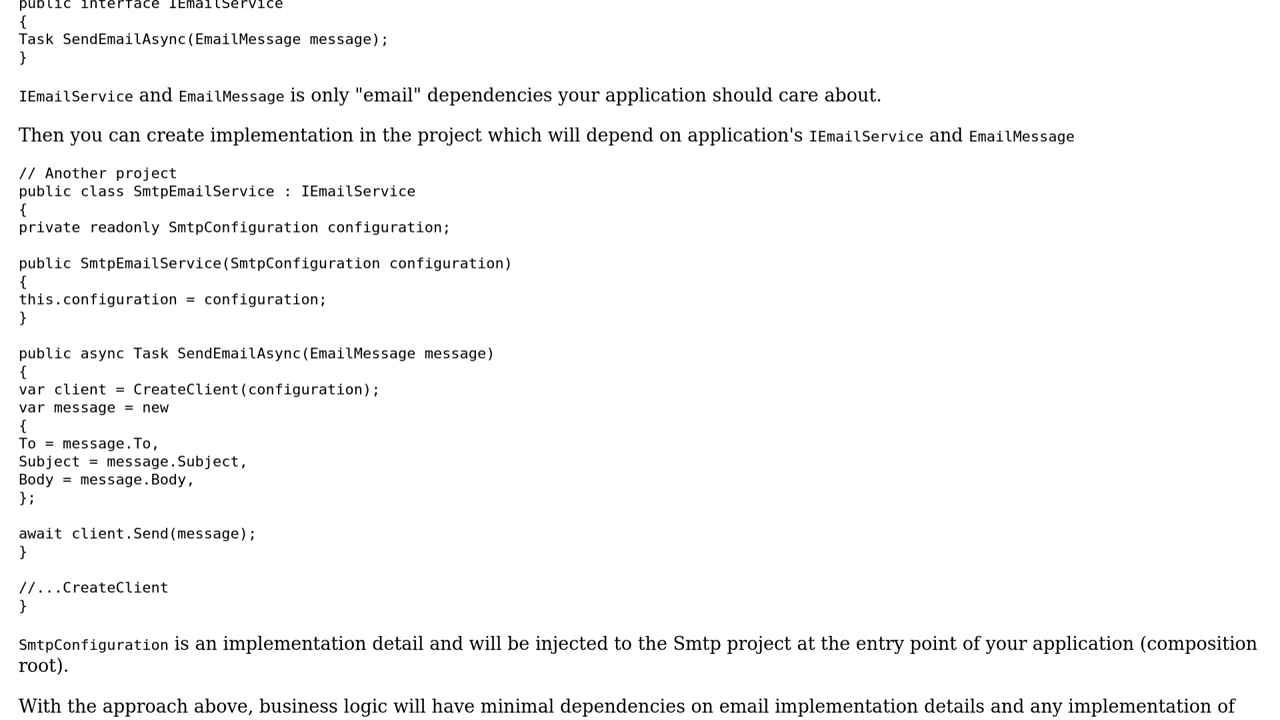 public interface IEmailService
{
Task SendEmailAsync(EmailMessage message);
}
IEmailService and EmailMessage is only "email" dependencies your application should care about.
Then you can create implementation in the project which will depend on application's IEmailService and EmailMessage
// Another project
public class SmtpEmailService : IEmailService
{
private readonly SmtpConfiguration configuration;
public SmtpEmailService(SmtpConfiguration configuration)
{
this.configuration = configuration;
}
public async Task SendEmailAsync(EmailMessage message)
{
var client = CreateClient(configuration);
var message = new
{
To = message.To,
Subject = message.Subject,
Body = message.Body,
};
await client.Send(message);
}
//...CreateClient
}
SmtpConfiguration is an implementation detail and will be injected to the Smtp project at the entry point of your application (composition
root).
With the approach above, business logic will have minimal dependencies on email implementation details and any implementation of